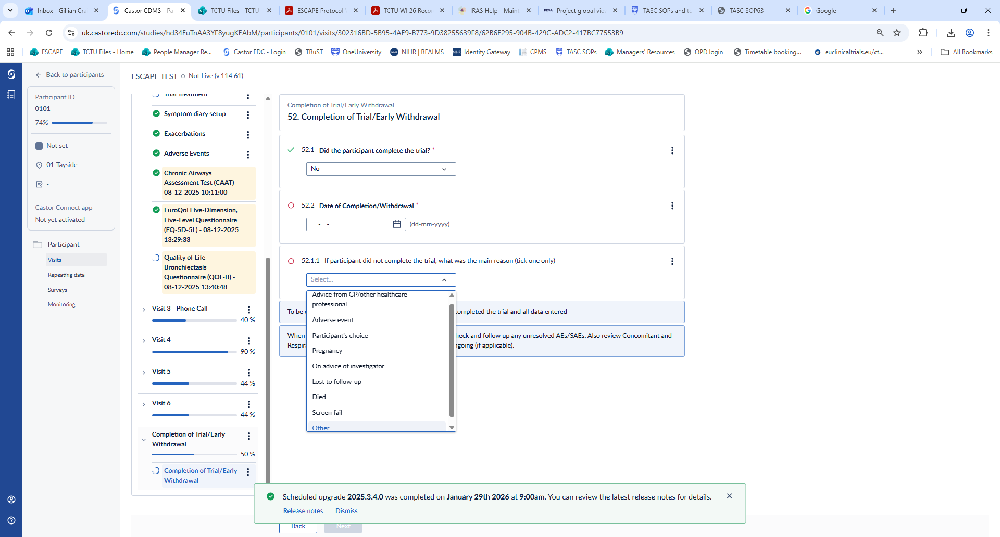 Inbox - Gillian Cra
Castor CDMS - Pa
TCTU Files - TCTU
ESCAPE Protocol
TCTU WI 26 Recor
IRAS Help - Maint
PEGA Project global vie
TASC SOPs and te
TASC SOP63
Google
uk.castoredc.com/studies/hd34EuTnAA3YF8yugKEAbM/participants/0101/visits/302316BD-5B95-4AE9-B773-9D38255639F8/62B6E295-904B-429C-ADC2-417BC77553B9
ESCAPE
TCTU Files - Home
People Manager Re...
Castor EDC - Login
TRuST
OneUniversity
NIHR | REALMS
Identity Gateway
CPMS
TASC SOPs
Managers' Resources
OPD login
Timetable booking...
euclinicaltrials.eu/ct...
All Bookmarks
Back to participants
ESCAPE TEST
Not Live (v.114.61)
Participant ID
0101
74%
Not set
01-Tayside
-
Castor Connect app
Not yet activated
Participant
Visits
Repeating data
Surveys
Monitoring
Trial Treatment
Symptom diary setup
Exacerbations
Adverse Events
Chronic Airways
Assessment Test (CAAT) -
08-12-2025 10:11:00
EuroQol Five-Dimension,
Five-Level Questionnaire
(EQ-5D-5L) - 08-12-2025
13:29:33
Quality of Life-
Bronchiectasis
Questionnaire (QOL-B) -
08-12-2025 13:40:48
Visit 3 - Phone Call
40 %
Visit 4
90 %
Visit 5
44 %
Visit 6
44 %
Completion of Trial/Early
Withdrawal
50 %
Completion of Trial/Early
Withdrawal
Completion of Trial/Early Withdrawal
52. Completion of Trial/Early Withdrawal
52.1 Did the participant complete the trial? *
No
52.2 Date of Completion/Withdrawal *
__-__-____ (dd-mm-yyyy)
52.1.1 If participant did not complete the trial, what was the main reason (tick one only)
Select...
Advice from GP/other healthcare
professional
Adverse event
Participant's choice
Pregnancy
On advice of investigator
Lost to follow-up
Died
Screen fail
Other
To be completed the trial and all data entered
When heck and follow up any unresolved AEs/SAEs. Also review Concomitant and
Respira ngoing (if applicable).
Scheduled upgrade 2025.3.4.0 was completed on January 29th 2026 at 9:00am. You can review the latest release notes for details.
Release notes
Dismiss
Back
Next